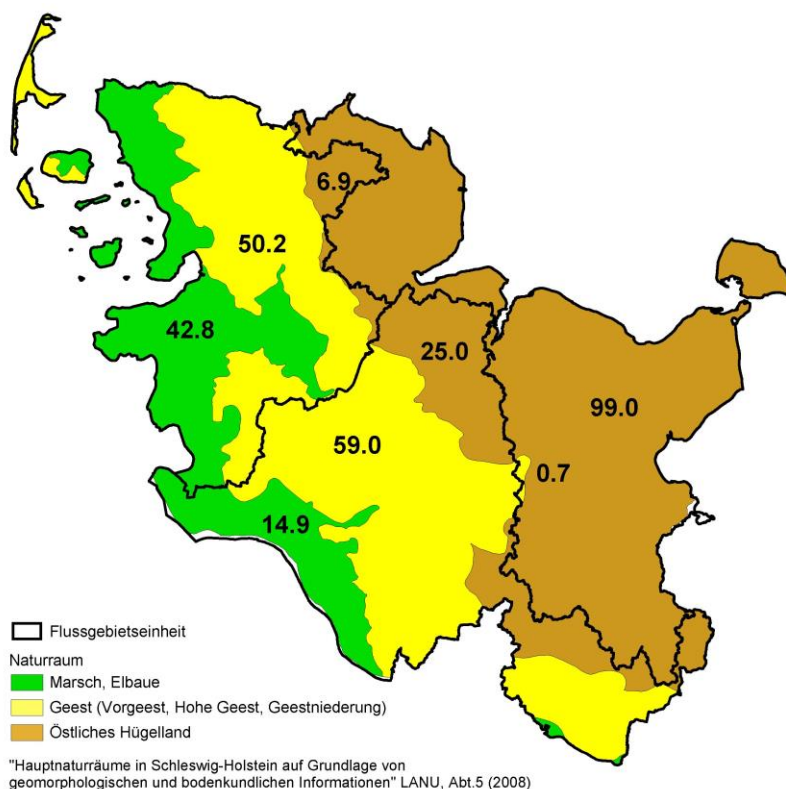 6.9
50.2
42.8
25.0
99.0
59.0
0.7
14.9
Flussgebietseinheit
Naturraum
Marsch, Elbaue
Geest (Vorgeest, Hohe Geest, Geestniederung)
Östliches Hügelland
"Hauptnaturräume in Schleswig-Holstein auf Grundlage von
geomorphologischen und bodenkundlichen Informationen" LANU, Abt.5 (2008)